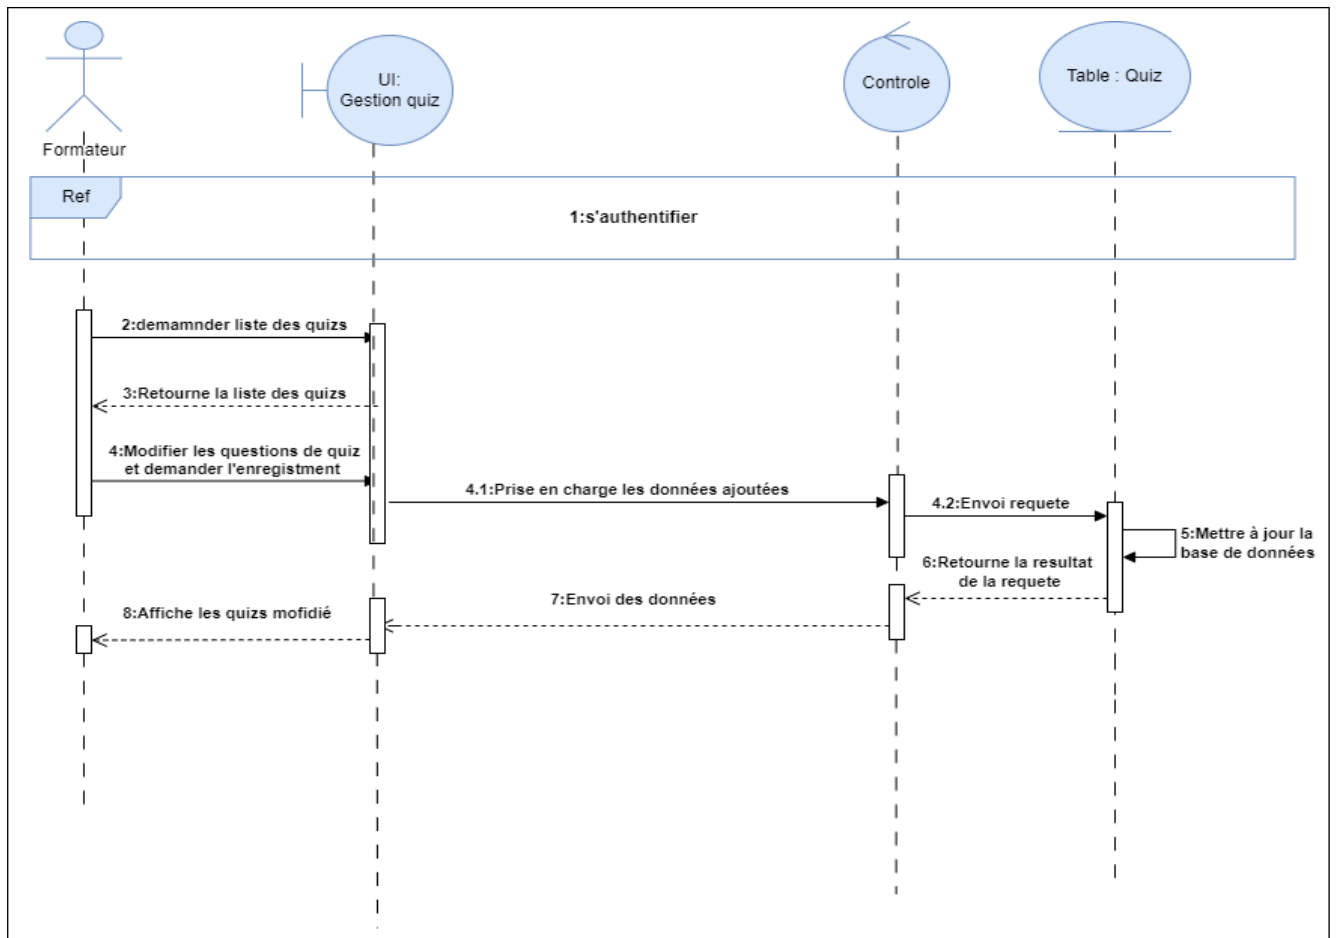 UI:
Gestion quiz
Controle
Table : Quiz
Formateur
Ref
1:s'authentifier
2:demamnder liste des quizs
3:Retourne la liste des quizs
4:Modifier les questions de quiz
et demander l'enregistment
4.1:Prise en charge les données ajoutées
4.2:Envoi requete
5:Mettre à jour la
base de données
6:Retourne la resultat
de la requete
7:Envoi des données
8:Affiche les quizs mofidié